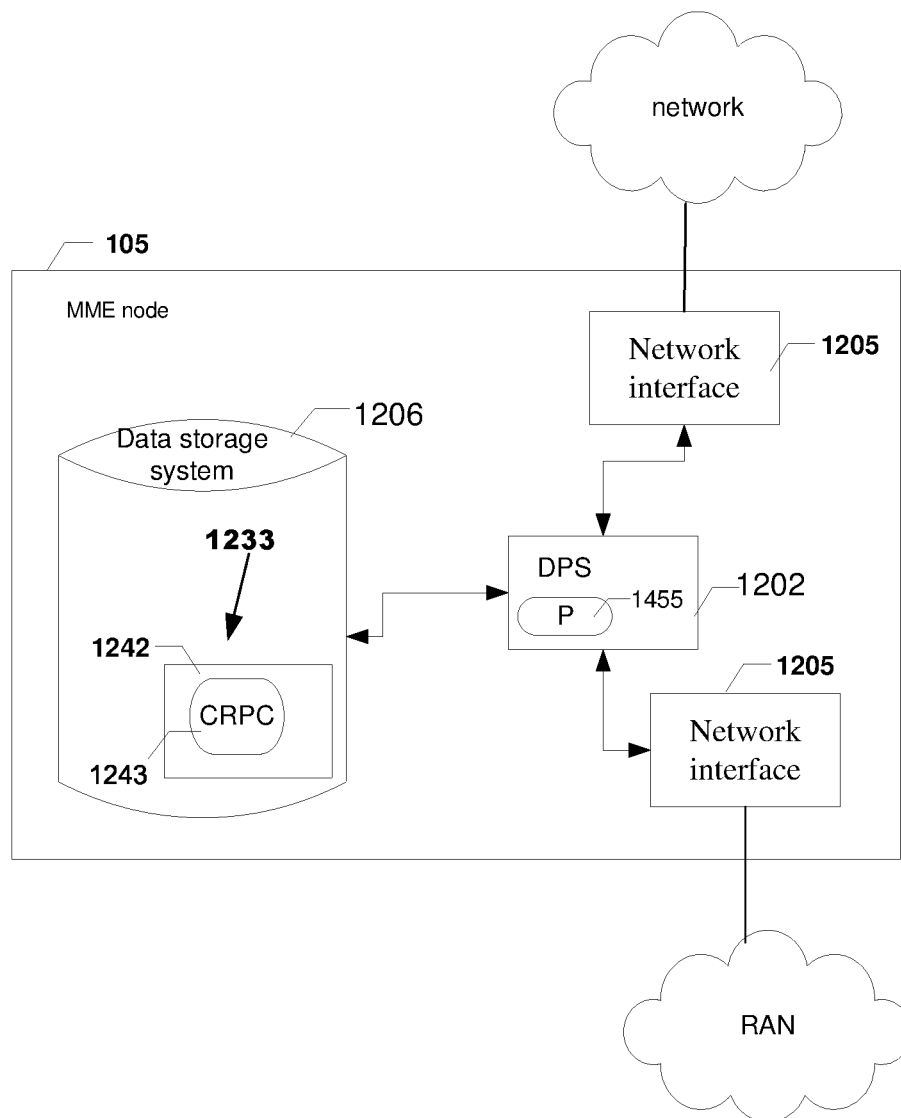 network
105
MME node
Network
interface
1205
1206
Data storage
system
1233
DPS
P
1455
1202
1242
CRPC
1243
1205
Network
interface
RAN